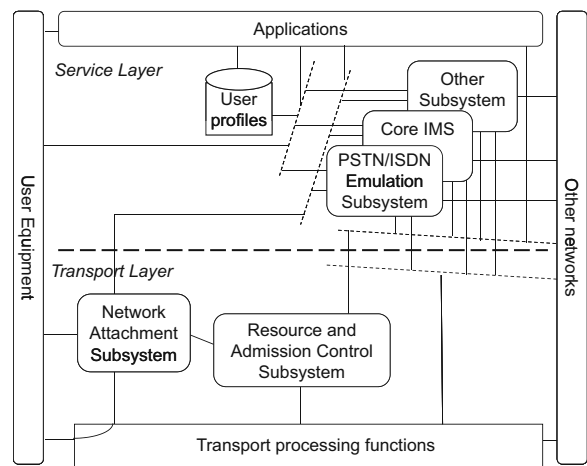 Applications
Service Layer
User
profiles
Other
Subsystem
Core IMS
PSTN/ISDN
Emulation
Subsystem
User Equipment
Other networks
Transport Layer
Network
Attachment
Subsystem
Resource and
Admission Control
Subsystem
Transport processing functions